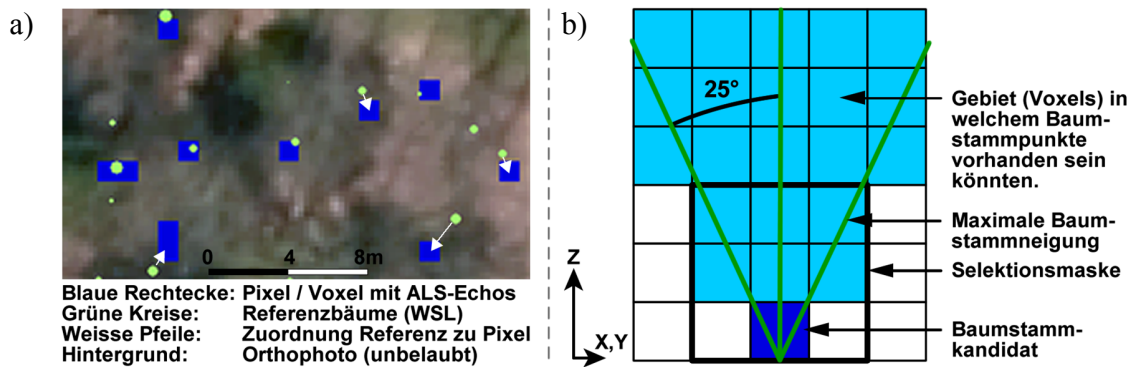 a)
0 4 8m
Blaue Rechtecke: Pixel / Voxel mit ALS-Echos
Grüne Kreise: Referenzbäume (WSL)
Weisse Pfeile: Zuordnung Referenz zu Pixel
Hintergrund: Orthophoto (unbelaubt)
b)
25°
Gebiet (Voxels) in
welchem Baum-
stammpunkte
vorhanden sein
könnten.
Maximale Baum-
stammneigung
Selektionsmaske
Baumstamm-
kandidat
Z
X,Y